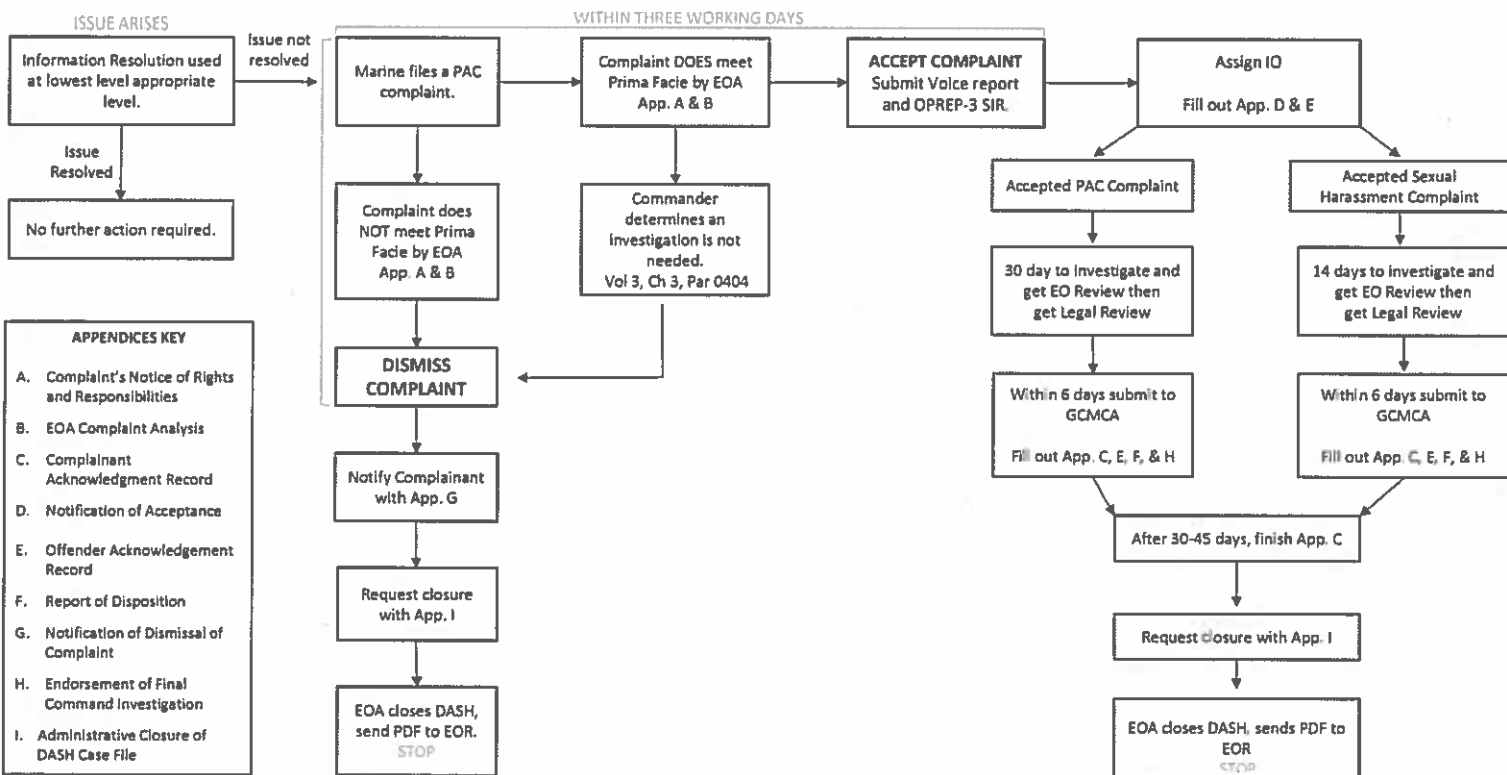 ISSUE ARISES
Information Resolution used
at lowest level appropriate
level.
Issue not
resolved
Issue
Resolved
No further action required.
WITHIN THREE WORKING DAYS
Marine files a PAC
complaint.
Complaint DOES meet
Prima Facie by EOA
App. A & B
ACCEPT COMPLAINT
Submit Voice report
and OPREP-3 SIR.
Assign IO
Fill out App. D & E
Complaint does
NOT meet Prima
Facie by EOA
App. A & B
Commander
determines an
investigation is not
needed.
Vol 3, Ch 3, Par 0404
DISMISS
COMPLAINT
Notify Complainant
with App. G
Request closure
with App. I
EOA closes DASH,
send PDF to EOR.
STOP
Accepted PAC Complaint
30 day to investigate and
get EO Review then
get Legal Review
Within 6 days submit to
GCMCA
Fill out App. C, E, F, & H
Accepted Sexual
Harassment Complaint
14 days to investigate and
get EO Review then
get Legal Review
Within 6 days submit to
GCMCA
Fill out App. C, E, F, & H
After 30-45 days, finish App. C
Request closure with App. I
EOA closes DASH, sends PDF to
EOR
STOP
APPENDICES KEY
A. Complaint's Notice of Rights
and Responsibilities
B. EOA Complaint Analysis
C. Complainant
Acknowledgment Record
D. Notification of Acceptance
E. Offender Acknowledgement
Record
F. Report of Disposition
G. Notification of Dismissal of
Complaint
H. Endorsement of Final
Command Investigation
I. Administrative Closure of
DASH Case File